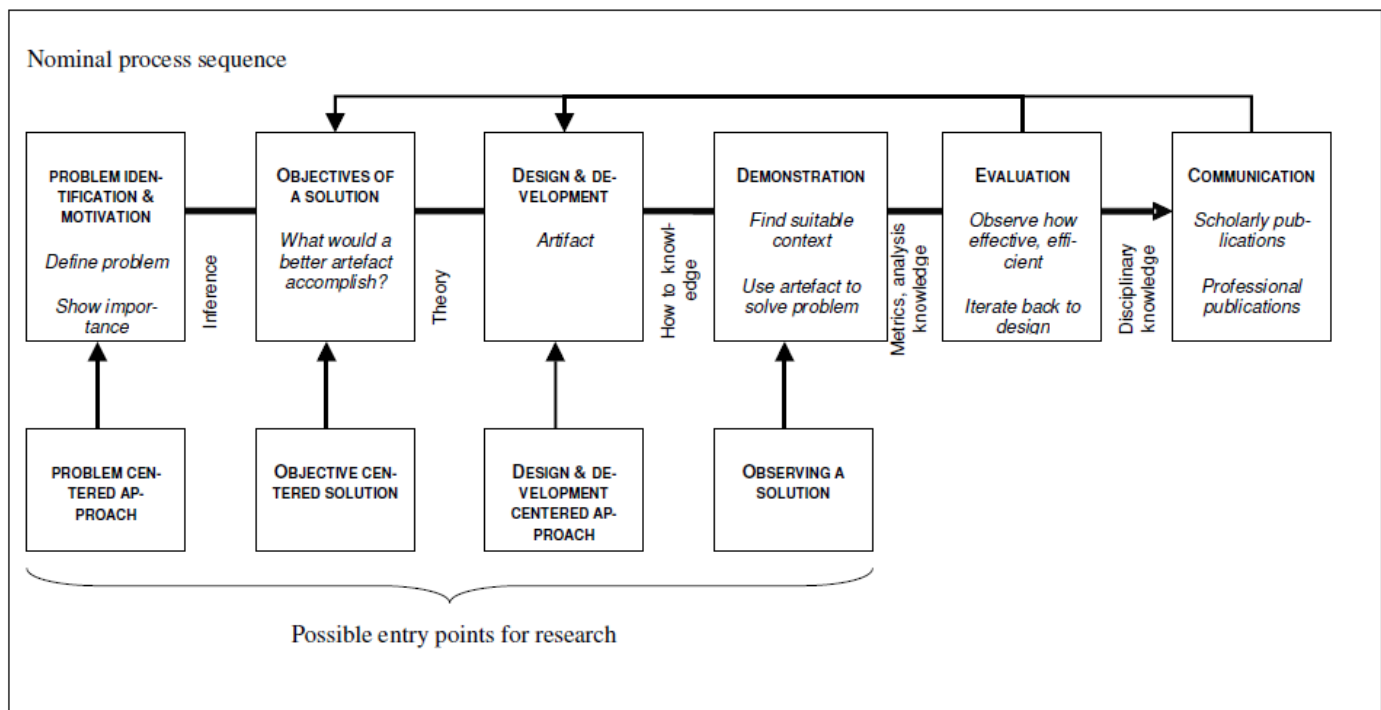 Nominal process sequence
PROBLEM IDEN-
TIFICATION &
MOTIVATION
Define problem
Show impor-
tance
Inference
OBJECTIVES OF
A SOLUTION
What would a
better artefact
accomplish?
Theory
DESIGN & DE-
VELOPMENT
Artifact
How to knowl-
edge
DEMONSTRATION
Find suitable
context
Use artefact to
solve problem
Metrics, analysis
knowledge
EVALUATION
Observe how
effective, effi-
cient
Iterate back to
design
Disciplinary
knowledge
COMMUNICATION
Scholarly pub-
lications
Professional
publications
PROBLEM CEN-
TERED AP-
PROACH
OBJECTIVE CEN-
TERED SOLUTION
DESIGN & DE-
VELOPMENT
CENTERED AP-
PROACH
OBSERVING A
SOLUTION
Possible entry points for research